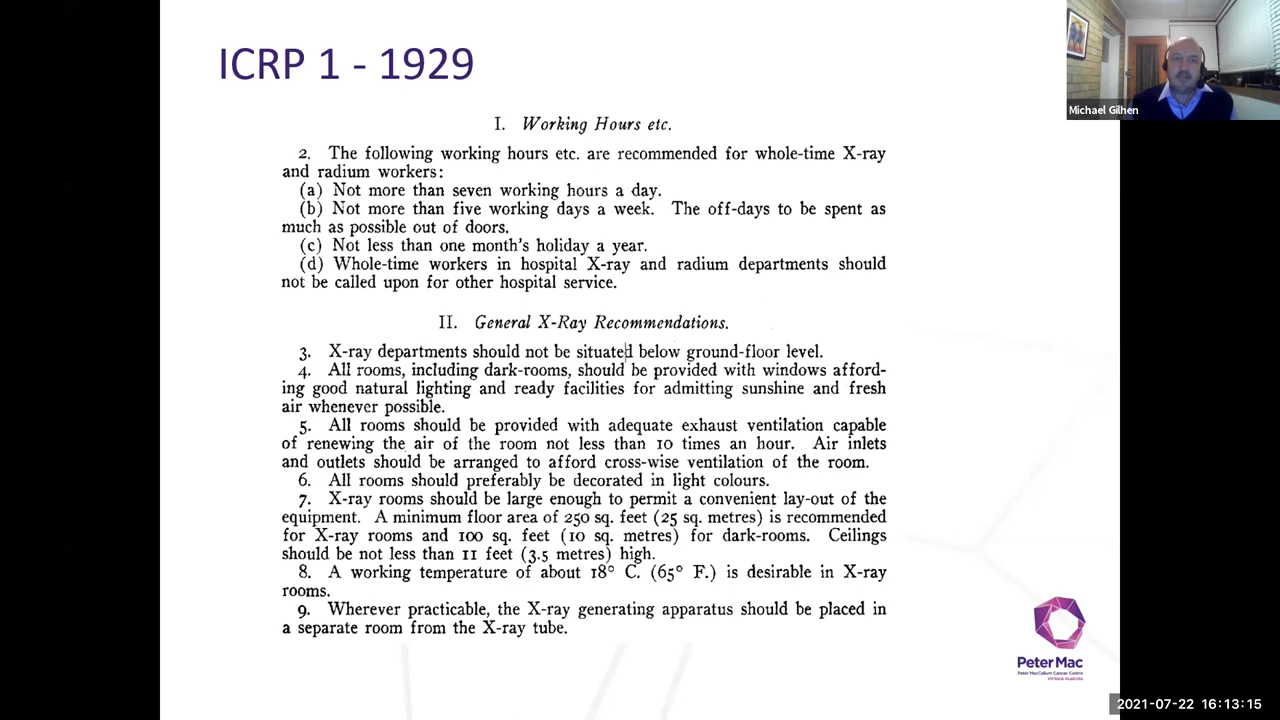 ICRP 1 - 1929
Michael Gilhen
I. Working Hours etc.
2. The following working hours etc. are recommended for whole-time X-ray
and radium workers:
(a) Not more than seven working hours a day.
(b) Not more than five working days a week. The off-days to be spent as
much as possible out of doors.
(c) Not less than one month's holiday a year.
(d) Whole-time workers in hospital X-ray and radium departments should
not be called upon for other hospital service.
II. General X-Ray Recommendations.
3. X-ray departments should not be situated below ground-floor level.
4. All rooms, including dark-rooms, should be provided with windows afford-
ing good natural lighting and ready facilities for admitting sunshine and fresh
air whenever possible.
5. All rooms should be provided with adequate exhaust ventilation capable
of renewing the air of the room not less than 10 times an hour. Air inlets
and outlets should be arranged to afford cross-wise ventilation of the room.
6. All rooms should preferably be decorated in light colours.
7. X-ray rooms should be large enough to permit a convenient lay-out of the
equipment. A minimum floor area of 250 sq. feet (25 sq. metres) is recommended
for X-ray rooms and 100 sq. feet (10 sq. metres) for dark-rooms. Ceilings
should be not less than 11 feet (3.5 metres) high.
8. A working temperature of about 18° C. (65° F.) is desirable in X-ray
rooms.
9. Wherever practicable, the X-ray generating apparatus should be placed in
a separate room from the X-ray tube.
Peter Mac
Peter MacCallum Cancer Centre
Victoria Australia
2021-07-22 16:13:15